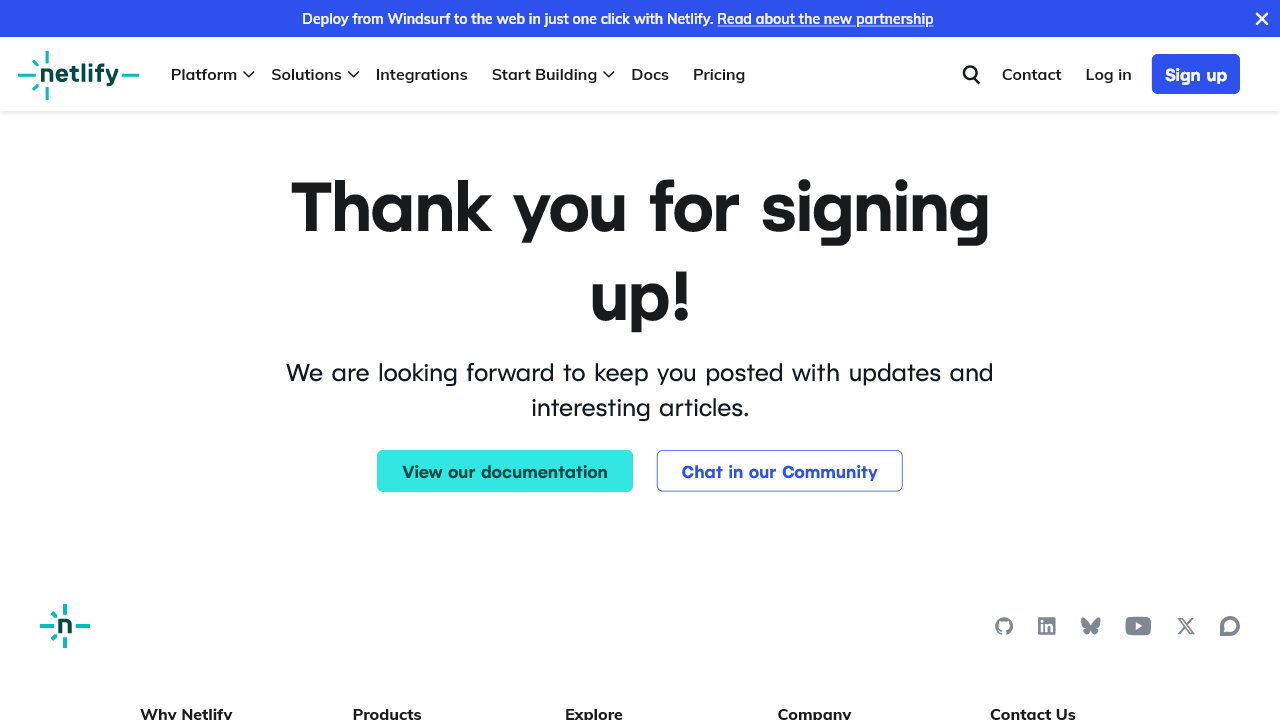 Deploy from Windsurf to the web in just one click with Netlify. Read about the new partnership
netlify
Platform Solutions Integrations Start Building Docs Pricing Contact Log in Sign up
Thank you for signing
up!
We are looking forward to keep you posted with updates and
interesting articles.
View our documentation Chat in our Community
n
Why Netlify Products Explore Company Contact Us